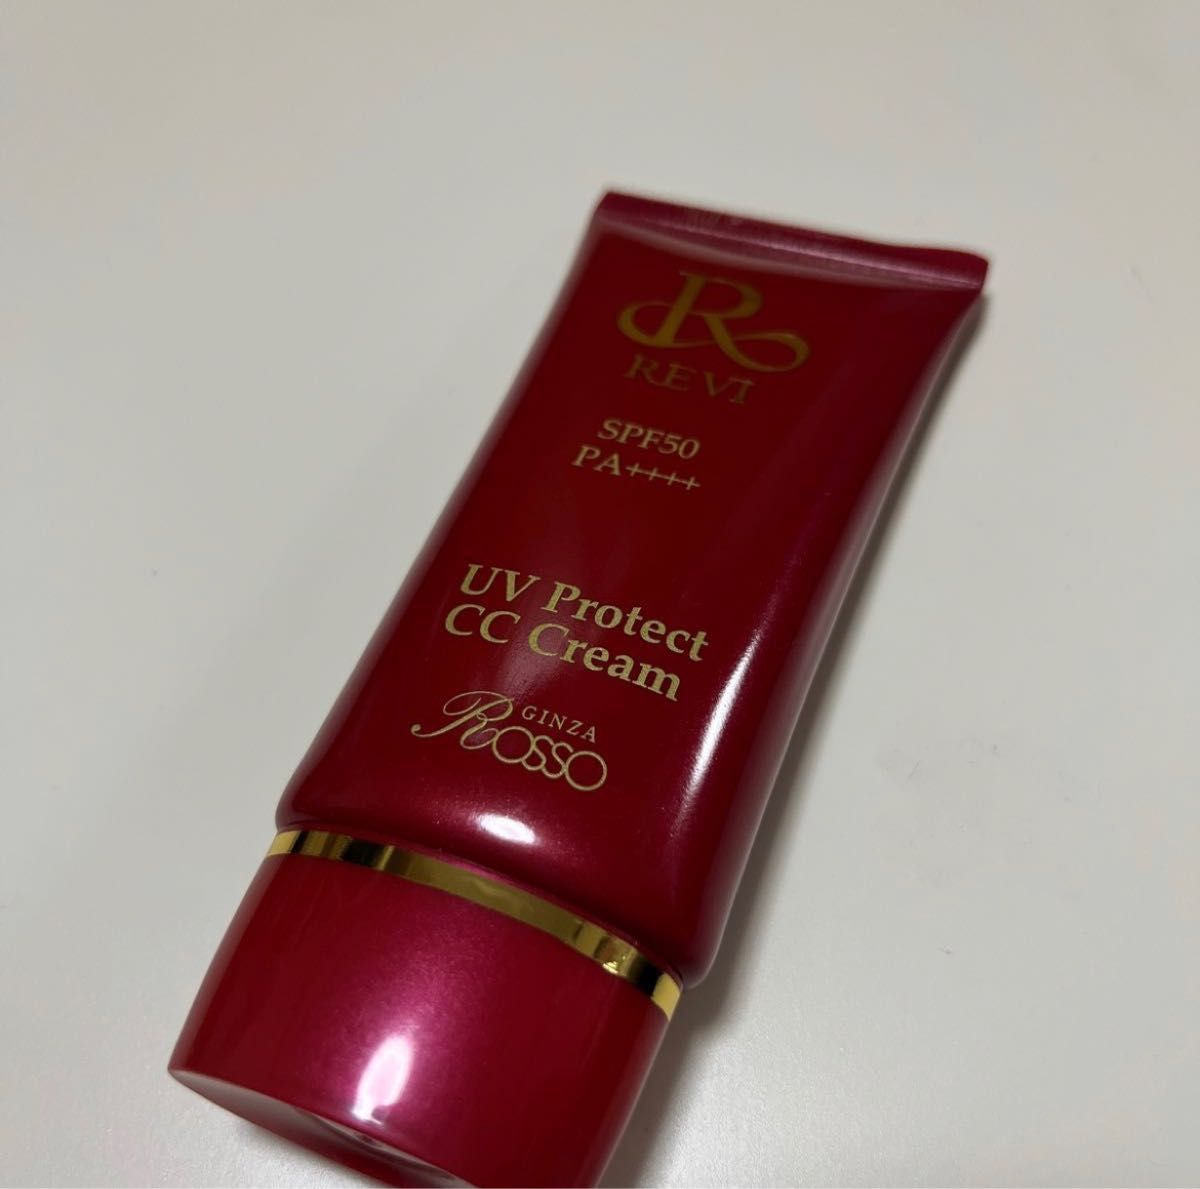 R
REVI
SPF50
PA++++
UV Protect
CC Cream
GINZA
ROSSO